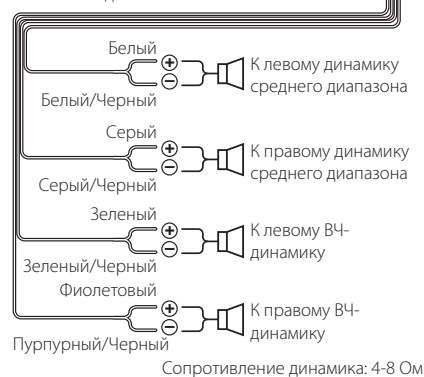 Белый
К левому динамику
среднего диапазона
Белый/Черный
Серый
К правому динамику
среднего диапазона
Серый/Черный
Зеленый
К левому ВЧ-
динамику
Зеленый/Черный
Фиолетовый
К правому ВЧ-
динамику
Пурпурный/Черный
Сопротивление динамика: 4-8 Ом